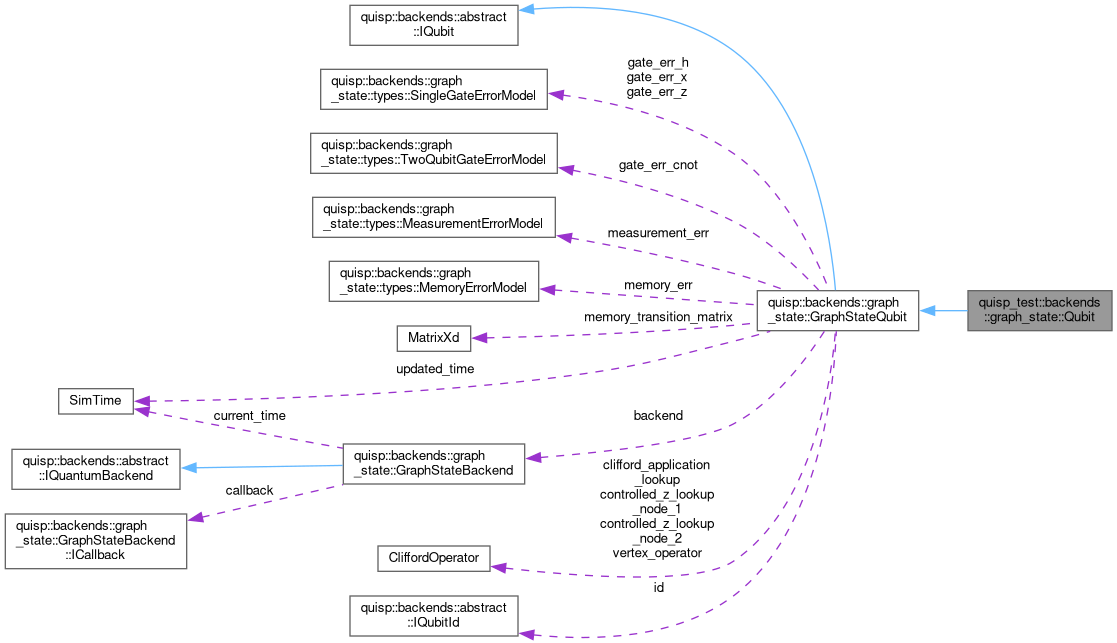 quisp::backends::abstract
::IQubit
gate_err_h
gate_err_x
gate_err_z
quisp::backends::graph
_state::types::SingleGateErrorModel
quisp::backends::graph
_state::types::TwoQubitGateErrorModel
gate_err_cnot
quisp::backends::graph
_state::types::MeasurementErrorModel
measurement_err
quisp::backends::graph
_state::types::MemoryErrorModel
memory_err
quisp::backends::graph
_state::GraphStateQubit
quisp_test::backends
::graph_state::Qubit
memory_transition_matrix
MatrixXd
updated_time
SimTime
current_time
backend
quisp::backends::graph
_state::GraphStateBackend
quisp::backends::abstract
::IQuantumBackend
callback
quisp::backends::graph
_state::GraphStateBackend
::ICallback
clifford_application
_lookup
controlled_z_lookup
_node_1
controlled_z_lookup
_node_2
vertex_operator
CliffordOperator
id
quisp::backends::abstract
::IQubitId